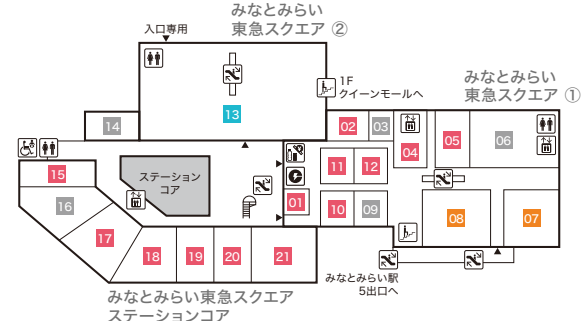 みなとみらい
東急スクエア ②
入口専用
1F
クイーンモールへ
みなとみらい
東急スクエア ①
13
14
02
03
04
05
06
15
ステーション
コア
11
12
16
01
10
09
08
07
17
18
19
20
21
みなとみらい駅
5出口へ
みなとみらい東急スクエア
ステーションコア